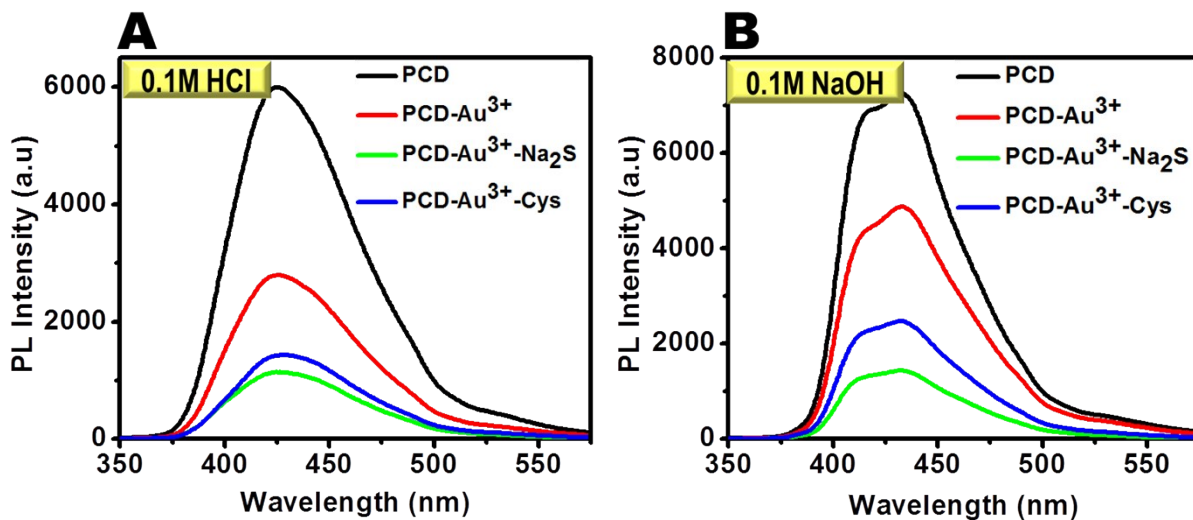 A
0.1M HCl
PCD
PCD-Au³⁺
PCD-Au³⁺-Na₂S
PCD-Au³⁺-Cys
PL Intensity (a.u)
6000
4000
2000
0
350
400
450
500
550
Wavelength (nm)
B
0.1M NaOH
PCD
PCD-Au³⁺
PCD-Au³⁺-Na₂S
PCD-Au³⁺-Cys
PL Intensity (a.u)
8000
6000
4000
2000
0
350
400
450
500
550
Wavelength (nm)